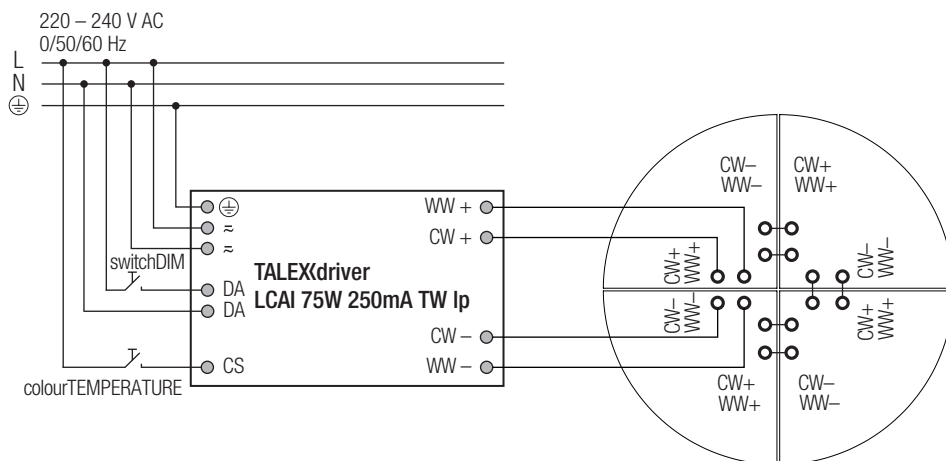 220 – 240 V AC
0/50/60 Hz
L
N
switchDIM
colourTEMPERATURE
≂
≂
DA
DA
CS
TALEXXdriver
LCAI 75W 250mA TW lp
WW +
CW +
CW –
WW –
CW–
WW–
CW+
WW+
CW+
WW+
CW–
WW–
CW–
WW–
CW+
WW+
CW+
WW+
CW–
WW–